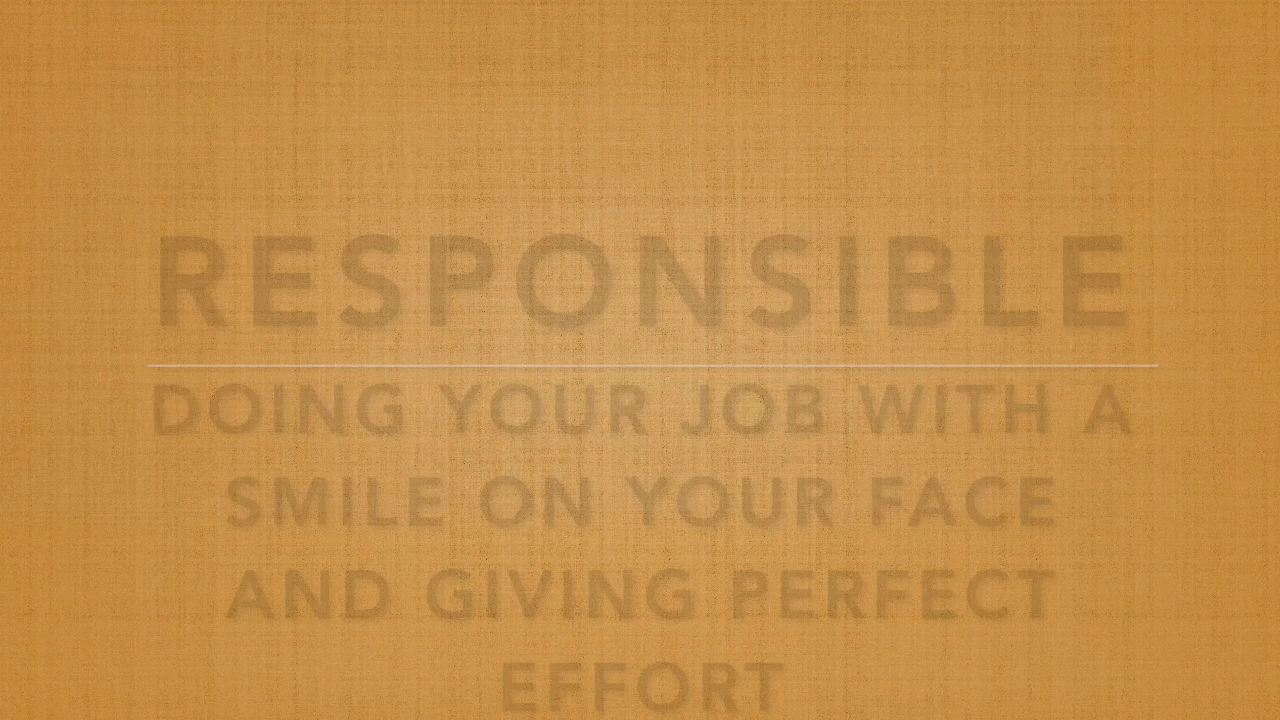 RESPONSIBLE
DOING YOUR JOB WITH A
SMILE ON YOUR FACE
AND GIVING PERFECT
EFFORT